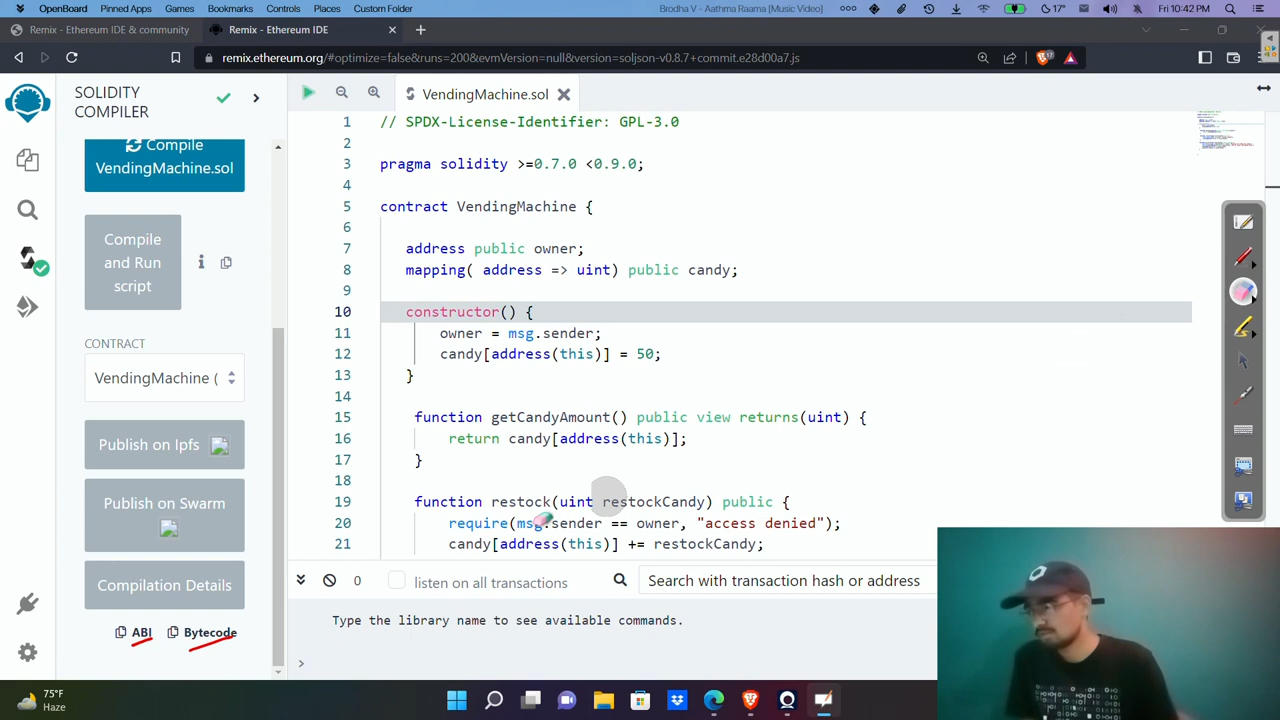 OpenBoard Pinned Apps Games Bookmarks Controls Places Custom Folder Brodha V - Aathma Raama [Music Video] 17° Fri 10:42 PM
Remix - Ethereum IDE & community Remix - Ethereum IDE
remix.ethereum.org/#optimize=false&runs=200&evmVersion=null&version=soljson-v0.8.7+commit.e28d00a7.js
SOLIDITY
COMPILER
VendingMachine.sol
Compile
VendingMachine.sol
Compile
and Run
script
CONTRACT
VendingMachine (
Publish on Ipfs
Publish on Swarm
Compilation Details
ABI Bytecode
1 // SPDX-License-Identifier: GPL-3.0
2
3 pragma solidity >=0.7.0 <0.9.0;
4
5 contract VendingMachine {
6
7 address public owner;
8 mapping( address => uint) public candy;
9
10 constructor() {
11 owner = msg.sender;
12 candy[address(this)] = 50;
13 }
14
15 function getCandyAmount() public view returns(uint) {
16 return candy[address(this)];
17 }
18
19 function restock(uint restockCandy) public {
20 require(msg.sender == owner, "access denied");
21 candy[address(this)] += restockCandy;
0 listen on all transactions Search with transaction hash or address
Type the library name to see available commands.
>
75°F
Haze